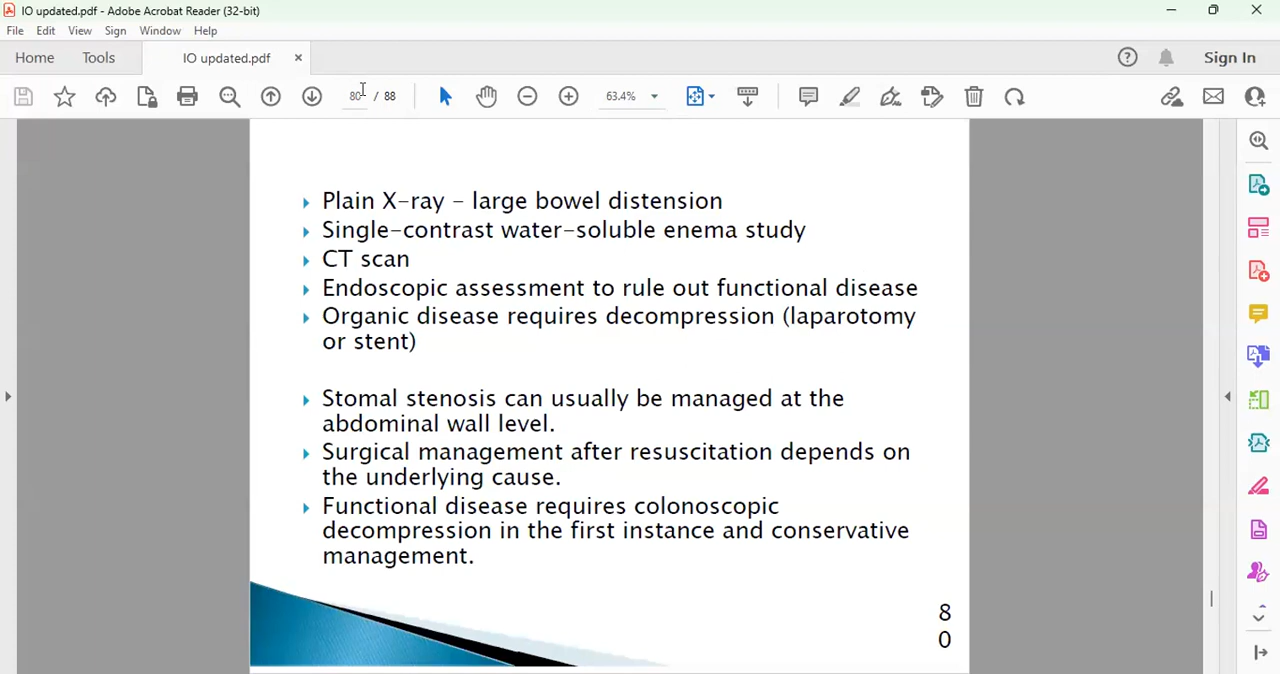 IO updated.pdf - Adobe Acrobat Reader (32-bit)
File Edit View Sign Window Help
Home Tools IO updated.pdf × Sign In
80 / 88 63.4%
Plain X-ray - large bowel distension
Single-contrast water-soluble enema study
CT scan
Endoscopic assessment to rule out functional disease
Organic disease requires decompression (laparotomy
or stent)
Stomal stenosis can usually be managed at the
abdominal wall level.
Surgical management after resuscitation depends on
the underlying cause.
Functional disease requires colonoscopic
decompression in the first instance and conservative
management.
8
0